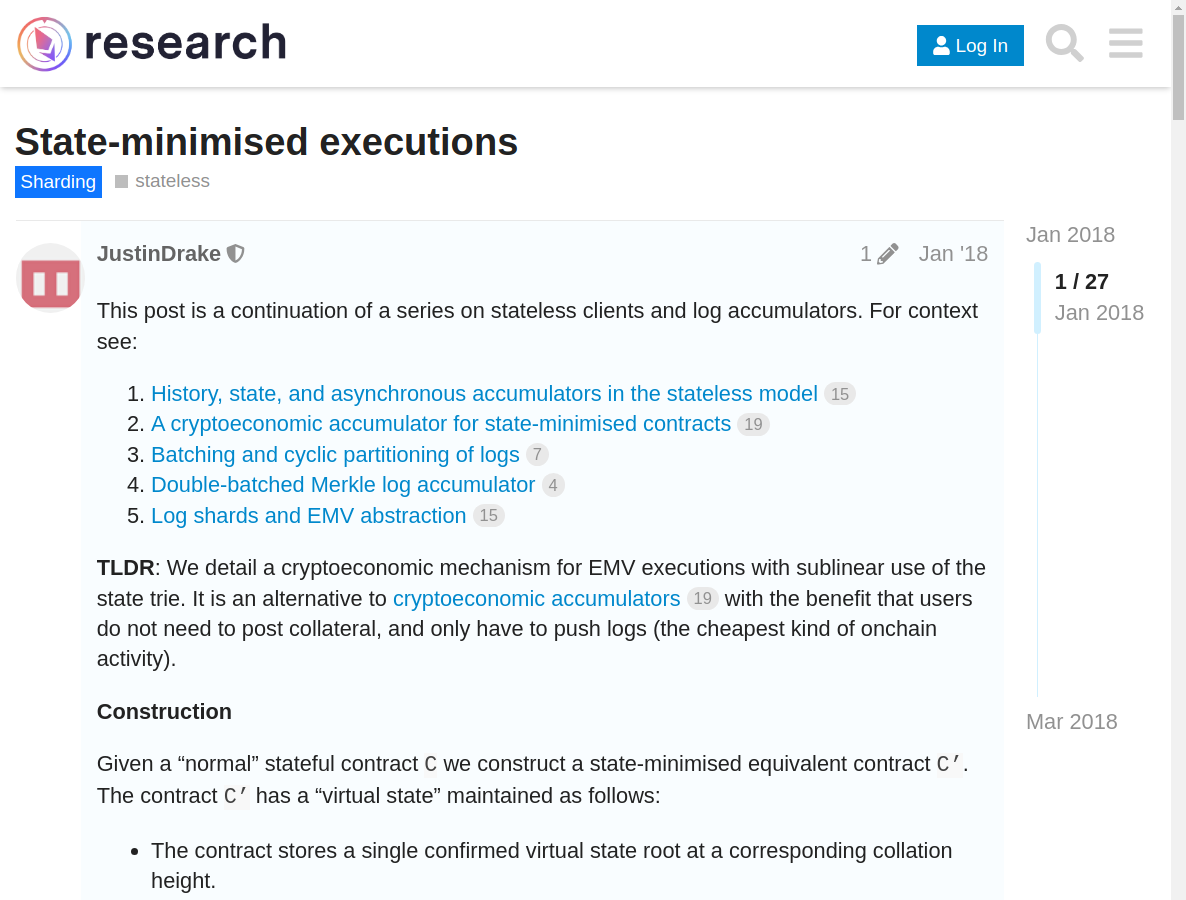 research
Log In
State-minimised executions
Sharding stateless
JustinDrake 1 Jan '18
This post is a continuation of a series on stateless clients and log accumulators. For context
see:
1. History, state, and asynchronous accumulators in the stateless model 15
2. A cryptoeconomic accumulator for state-minimised contracts 19
3. Batching and cyclic partitioning of logs 7
4. Double-batched Merkle log accumulator 4
5. Log shards and EMV abstraction 15
TLDR: We detail a cryptoeconomic mechanism for EMV executions with sublinear use of the
state trie. It is an alternative to cryptoeconomic accumulators 19 with the benefit that users
do not need to post collateral, and only have to push logs (the cheapest kind of onchain
activity).
Construction
Given a “normal” stateful contract C we construct a state-minimised equivalent contract C’.
The contract C’ has a “virtual state” maintained as follows:
• The contract stores a single confirmed virtual state root at a corresponding collation
height.
Jan 2018
1 / 27
Jan 2018
Mar 2018